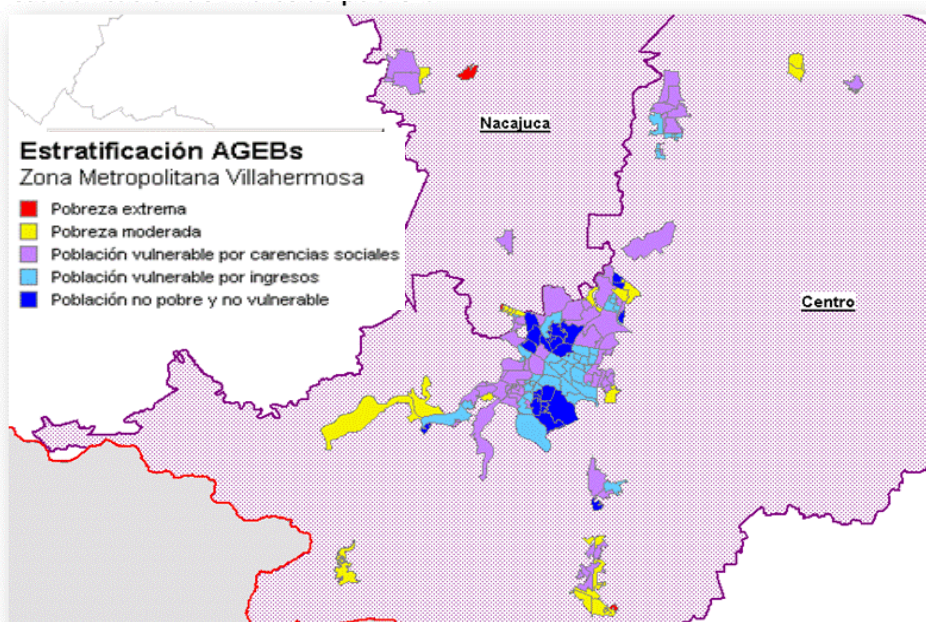 Nacajuca
Estratificación AGEBs
Zona Metropolitana Villahermosa
Pobreza extrema
Pobreza moderada
Población vulnerable por carencias sociales
Población vulnerable por ingresos
Población no pobre y no vulnerable
Centro